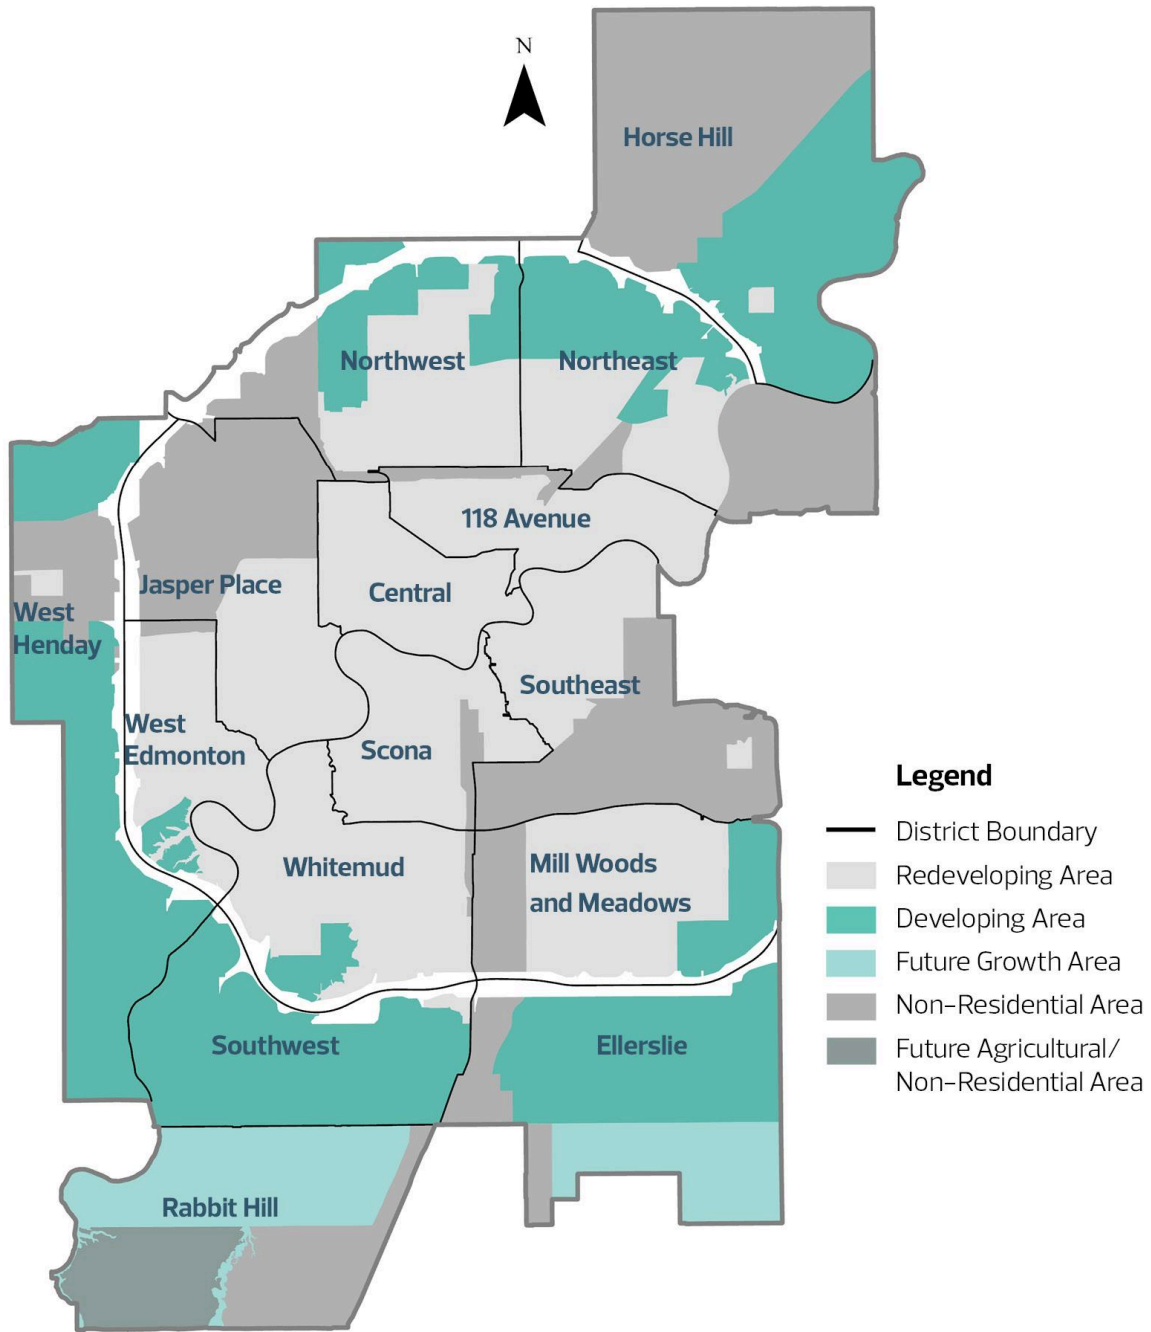 N
Horse Hill
Northwest
Northeast
118 Avenue
Jasper Place
Central
West
Henday
Southeast
West
Edmonton
Scona
Whitemud
Mill Woods
and Meadows
Southwest
Ellerslie
Rabbit Hill
Legend
District Boundary
Redeveloping Area
Developing Area
Future Growth Area
Non-Residential Area
Future Agricultural/
Non-Residential Area